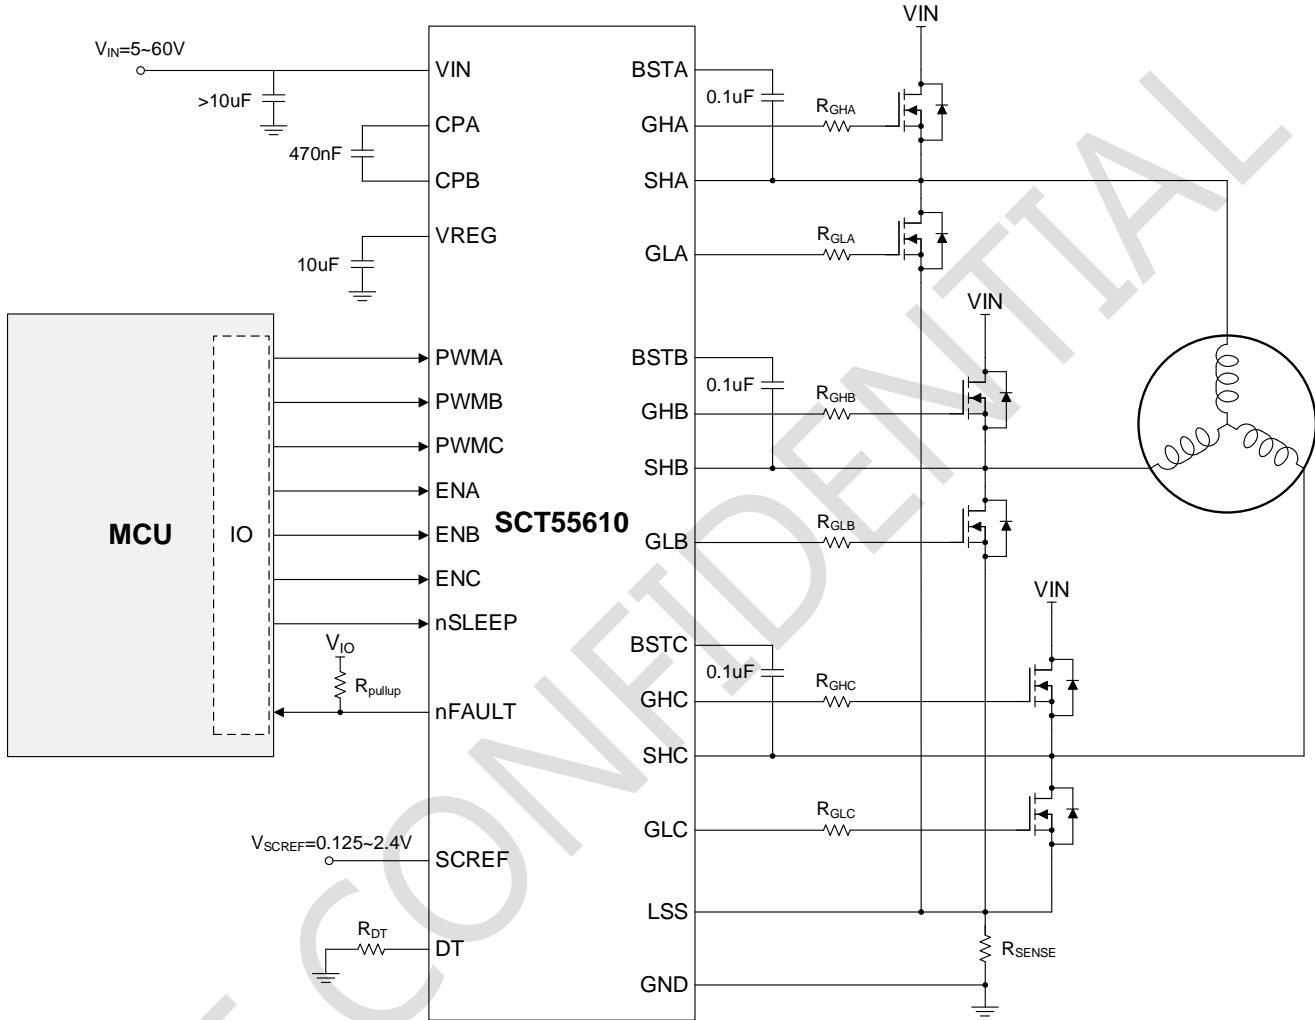 VIN
V_IN=5~60V
VIN
BSTA
>10uF
0.1uF
R_GHA
CPA
GHA
470nF
CPB
SHA
VREG
R_GLA
GLA
10uF
VIN
PWMA
BSTB
0.1uF
R_GHB
PWMB
GHB
PWMC
SHB
ENA
SCT55610
MCU
IO
ENB
R_GLB
GLB
ENC
VIN
nSLEEP
V_IO
BSTC
0.1uF
R_pullup
R_GHC
nFAULT
GHC
SHC
R_GLC
GLC
V_SCREF=0.125~2.4V
SCREF
LSS
R_DT
DT
R_SENSE
GND
CONFIDENTIAL